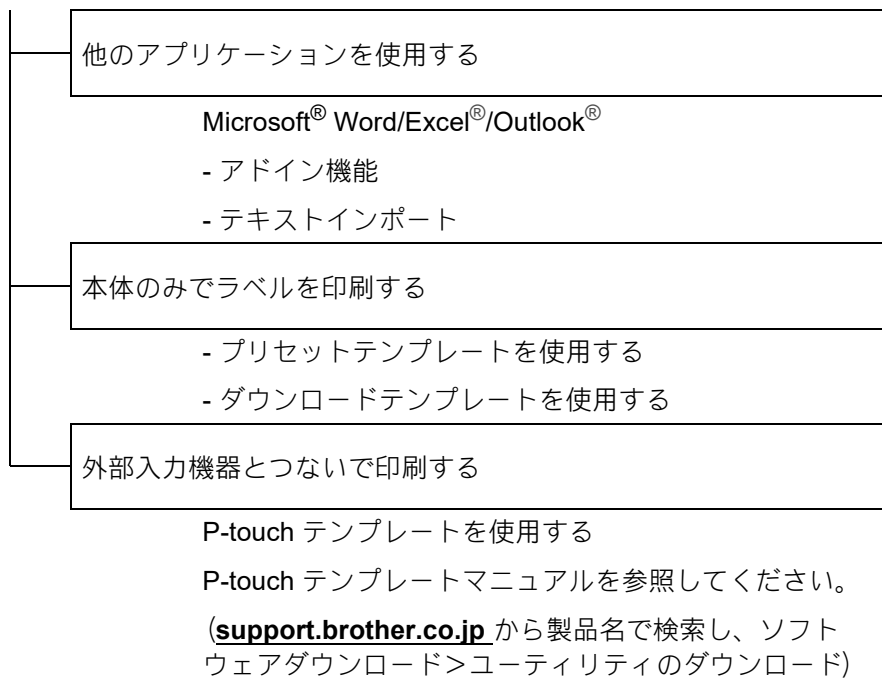 他のアプリケーションを使用する
Microsoft® Word/Excel®/Outlook®
- アドイン機能
- テキストインポート
本体のみでラベルを印刷する
- プリセットテンプレートを使用する
- ダウンロードテンプレートを使用する
外部入力機器とつないで印刷する
P-touch テンプレートを使用する
P-touch テンプレートマニュアルを参照してください。
(support.brother.co.jp から製品名で検索し、ソフト
ウェアダウンロード＞ユーティリティのダウンロード)